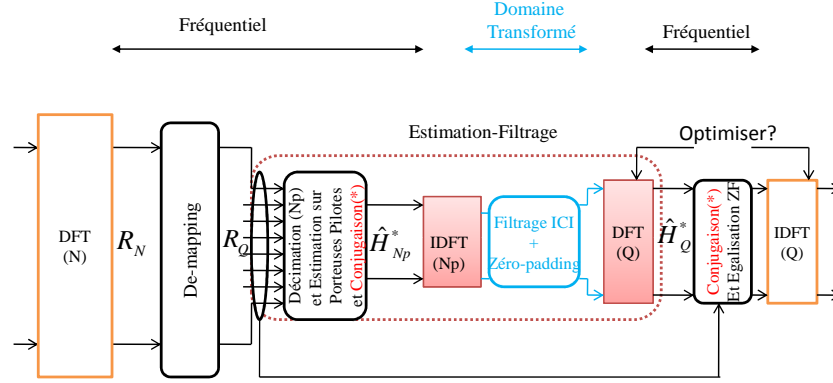 Domaine
Transformé
Fréquentiel
Fréquentiel
Estimation-Filtrage
Optimiser?
DFT
(N)
R_N
De-mapping
R_Q
Décimation (Np)
et Estimation sur
Porteuses Pilotes
et Conjugaison(*)
Ĥ*_{Np}
IDFT
(Np)
Filtrage ICI
+
Zéro-padding
DFT
(Q)
Ĥ*_Q
Conjugaison(*)
Et Egalisation ZF
IDFT
(Q)